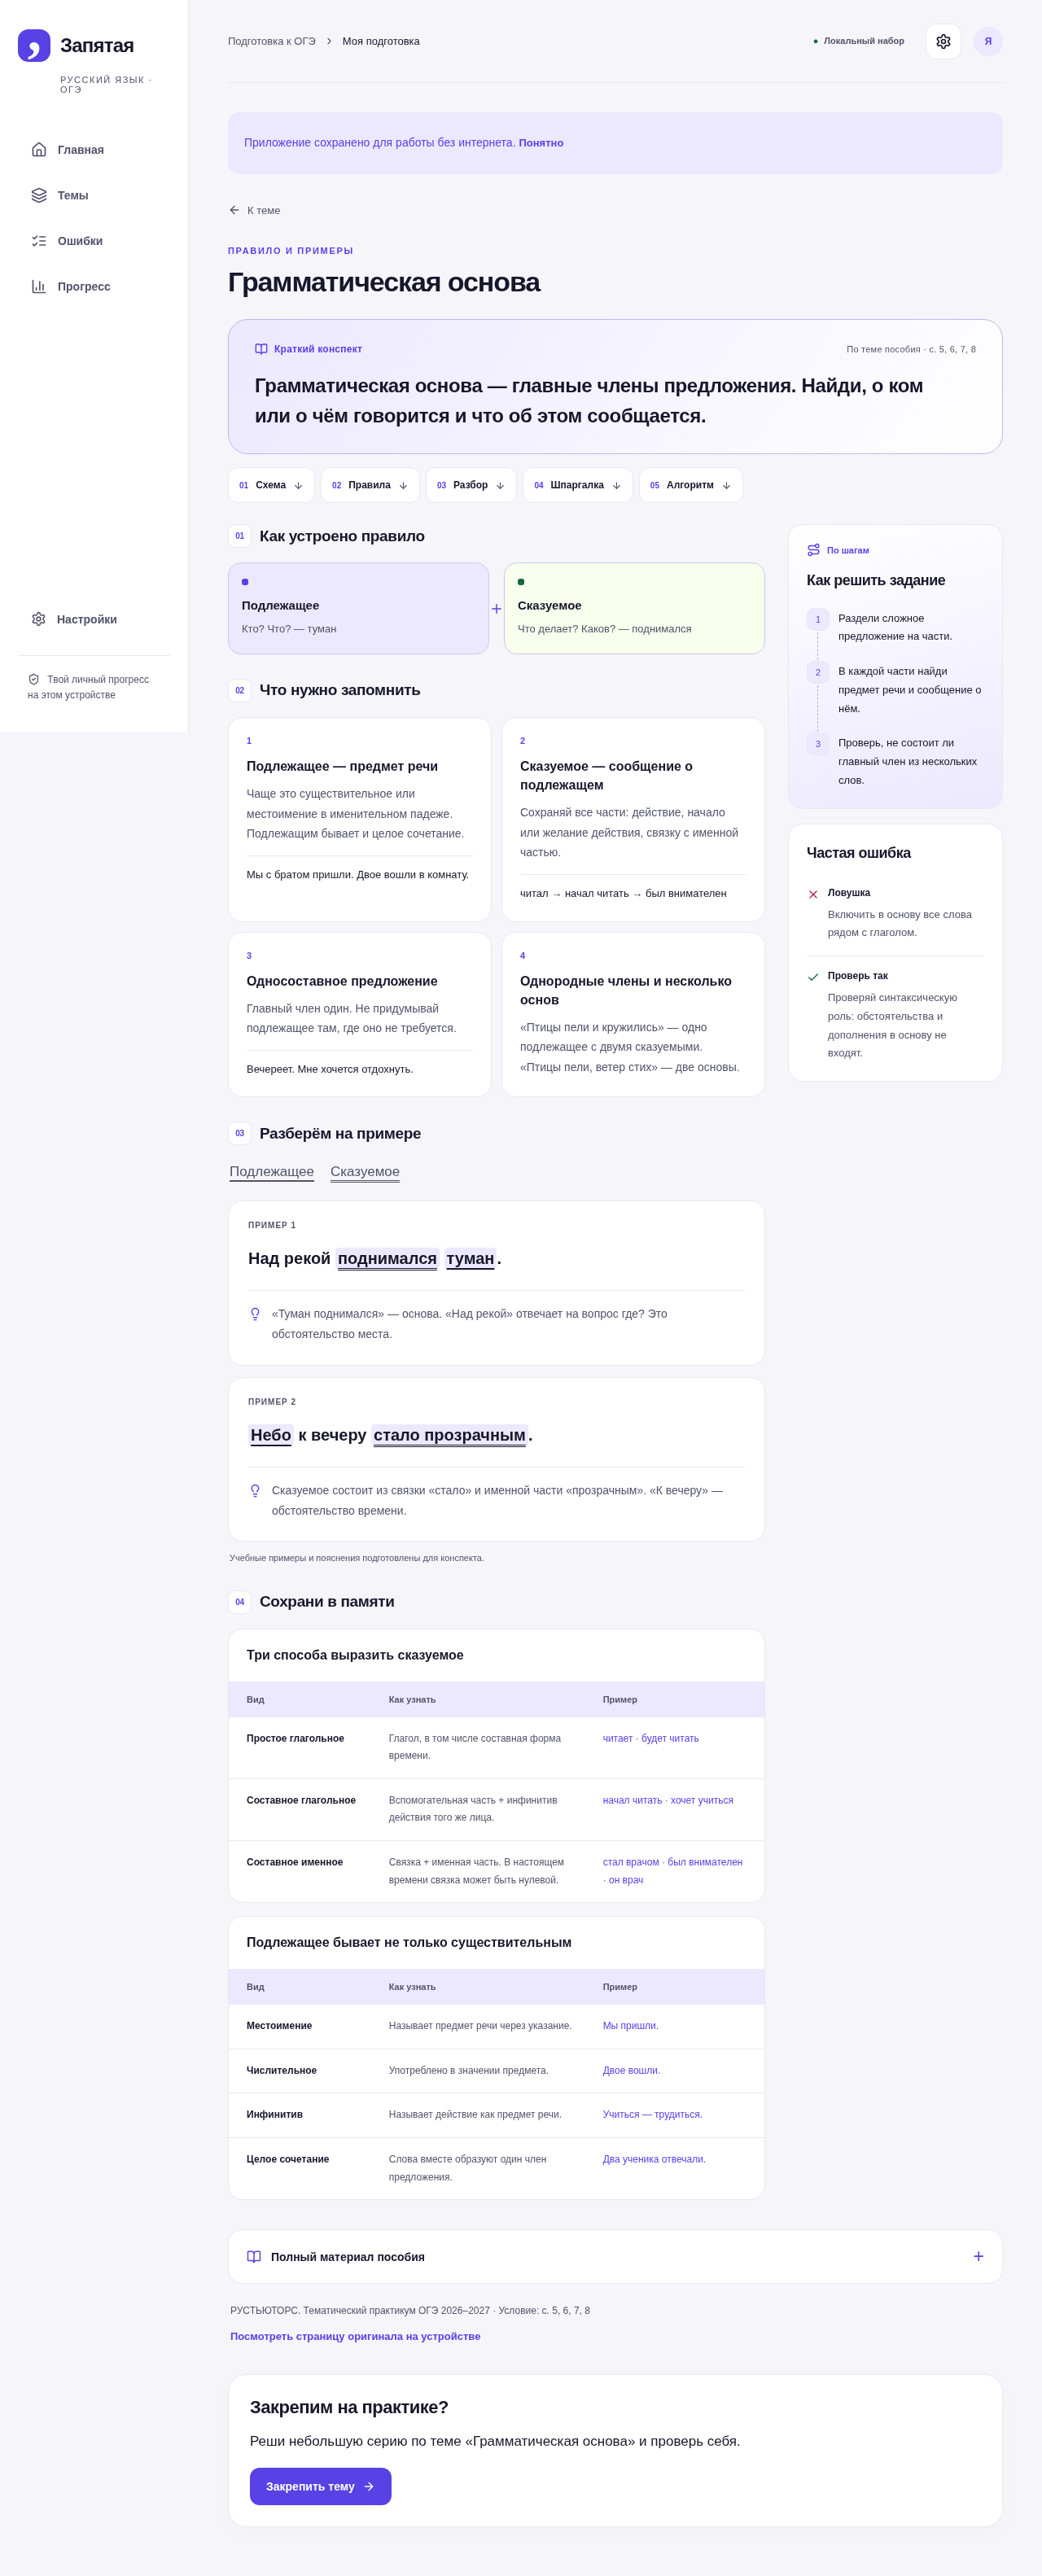 Запятая
РУССКИЙ ЯЗЫК ·
ОГЭ
Главная
Темы
Ошибки
Прогресс
Настройки
Твой личный прогресс
на этом устройстве
Подготовка к ОГЭ
Моя подготовка
Локальный набор
Я
Приложение сохранено для работы без интернета. Понятно
К теме
ПРАВИЛО И ПРИМЕРЫ
Грамматическая основа
Краткий конспект
По теме пособия · с. 5, 6, 7, 8
Грамматическая основа — главные члены предложения. Найди, о ком
или о чём говорится и что об этом сообщается.
01 Схема
02 Правила
03 Разбор
04 Шпаргалка
05 Алгоритм
01 Как устроено правило
Подлежащее
Кто? Что? — туман
+
Сказуемое
Что делает? Каков? — поднимался
02 Что нужно запомнить
1
Подлежащее — предмет речи
Чаще это существительное или
местоимение в именительном падеже.
Подлежащим бывает и целое сочетание.
Мы с братом пришли. Двое вошли в комнату.
2
Сказуемое — сообщение о
подлежащем
Сохраняй все части: действие, начало
или желание действия, связку с именной
частью.
читал → начал читать → был внимателен
3
Односоставное предложение
Главный член один. Не придумывай
подлежащее там, где оно не требуется.
Вечереет. Мне хочется отдохнуть.
4
Однородные члены и несколько
основ
«Птицы пели и кружились» — одно
подлежащее с двумя сказуемыми.
«Птицы пели, ветер стих» — две основы.
По шагам
Как решить задание
1
Раздели сложное
предложение на части.
2
В каждой части найди
предмет речи и сообщение о
нём.
3
Проверь, не состоит ли
главный член из нескольких
слов.
Частая ошибка
Ловушка
Включить в основу все слова
рядом с глаголом.
Проверь так
Проверяй синтаксическую
роль: обстоятельства и
дополнения в основу не
входят.
03 Разберём на примере
Подлежащее Сказуемое
ПРИМЕР 1
Над рекой поднимался туман.
«Туман поднимался» — основа. «Над рекой» отвечает на вопрос где? Это
обстоятельство места.
ПРИМЕР 2
Небо к вечеру стало прозрачным.
Сказуемое состоит из связки «стало» и именной части «прозрачным». «К вечеру» —
обстоятельство времени.
Учебные примеры и пояснения подготовлены для конспекта.
04 Сохрани в памяти
Три способа выразить сказуемое
Вид Как узнать Пример
Простое глагольное
Глагол, в том числе составная форма
времени.
читает · будет читать
Составное глагольное
Вспомогательная часть + инфинитив
действия того же лица.
начал читать · хочет учиться
Составное именное
Связка + именная часть. В настоящем
времени связка может быть нулевой.
стал врачом · был внимателен
· он врач
Подлежащее бывает не только существительным
Вид Как узнать Пример
Местоимение Называет предмет речи через указание. Мы пришли.
Числительное Употреблено в значении предмета. Двое вошли.
Инфинитив Называет действие как предмет речи. Учиться — трудиться.
Целое сочетание
Слова вместе образуют один член
предложения.
Два ученика отвечали.
Полный материал пособия
+
РУСТЬЮТОРС. Тематический практикум ОГЭ 2026–2027 · Условие: с. 5, 6, 7, 8
Посмотреть страницу оригинала на устройстве
Закрепим на практике?
Реши небольшую серию по теме «Грамматическая основа» и проверь себя.
Закрепить тему